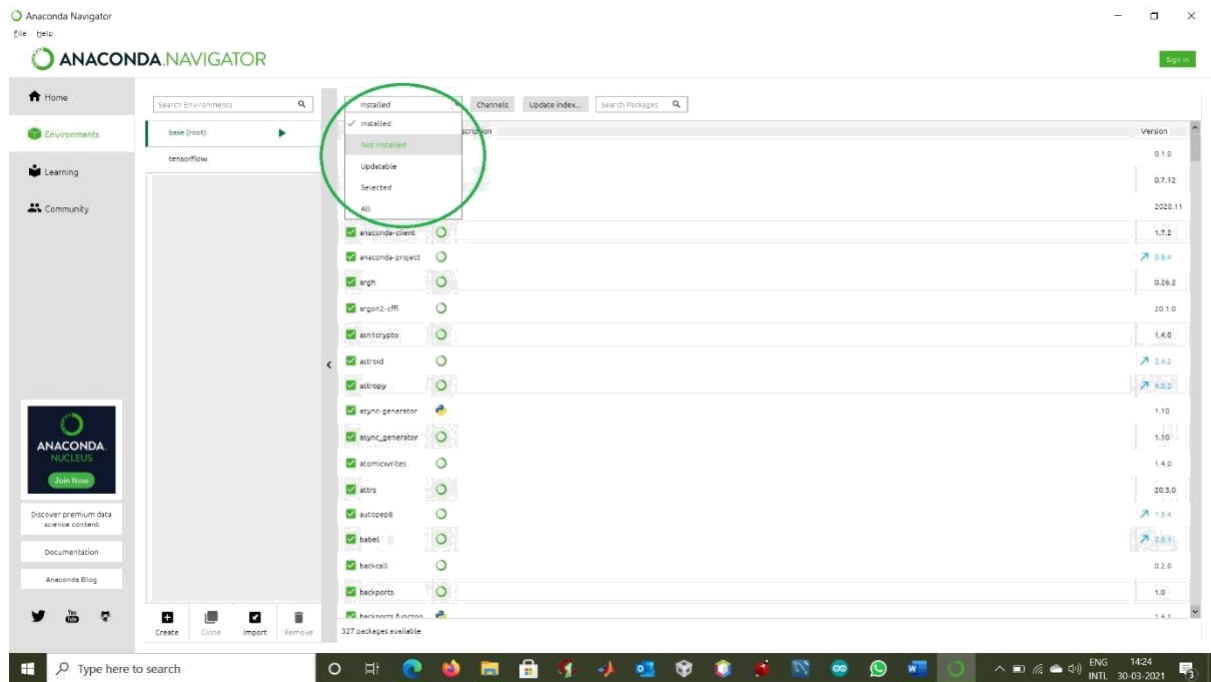 Anaconda Navigator
File Help
ANACONDA.NAVIGATOR
Sign in
Home
Environments
Learning
Community
ANACONDA.
NUCLEUS
Join Now
Discover premium data
science content
Documentation
Anaconda Blog
You
Tube
Search Environments
base (root)
tensorflow
Create Clone Import Remove
Installed Channels Update index... Search Packages
Installed
Not installed
Updatable
Selected
All
scription Version
0.1.0
0.7.12
2020.11
anaconda-client 1.7.2
anaconda-project 0.8.4
argh 0.26.2
argon2-cffi 20.1.0
asn1crypto 1.4.0
astroid 2.4.2
astropy 4.0.2
async-generator 1.10
async_generator 1.10
atomicwrites 1.4.0
attrs 20.3.0
autopep8 1.5.4
babel 2.8.1
backcall 0.2.0
backports 1.0
327 packages available
Type here to search
ENG 14:24
INTL 30-03-2021